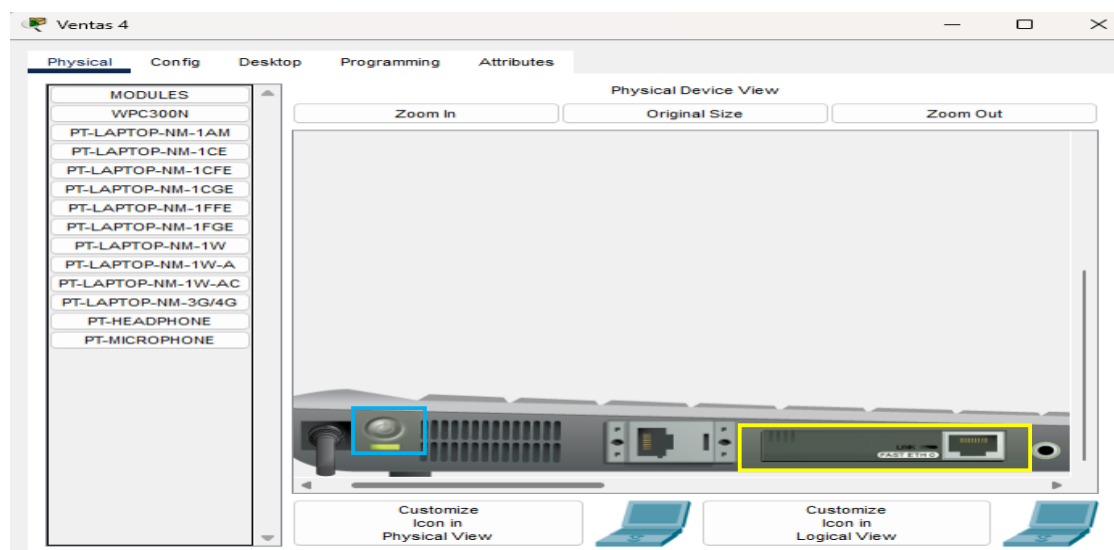 Ventas 4
Physical Config Desktop Programming Attributes
MODULES
WPC300N
PT-LAPTOP-NM-1AM
PT-LAPTOP-NM-1CE
PT-LAPTOP-NM-1CFE
PT-LAPTOP-NM-1CGE
PT-LAPTOP-NM-1FFE
PT-LAPTOP-NM-1FGE
PT-LAPTOP-NM-1W
PT-LAPTOP-NM-1W-A
PT-LAPTOP-NM-1W-AC
PT-LAPTOP-NM-3G/4G
PT-HEADPHONE
PT-MICROPHONE
Physical Device View
Zoom In Original Size Zoom Out
LINK
FAST ETH 0
Customize
Icon in
Physical View
Customize
Icon in
Logical View